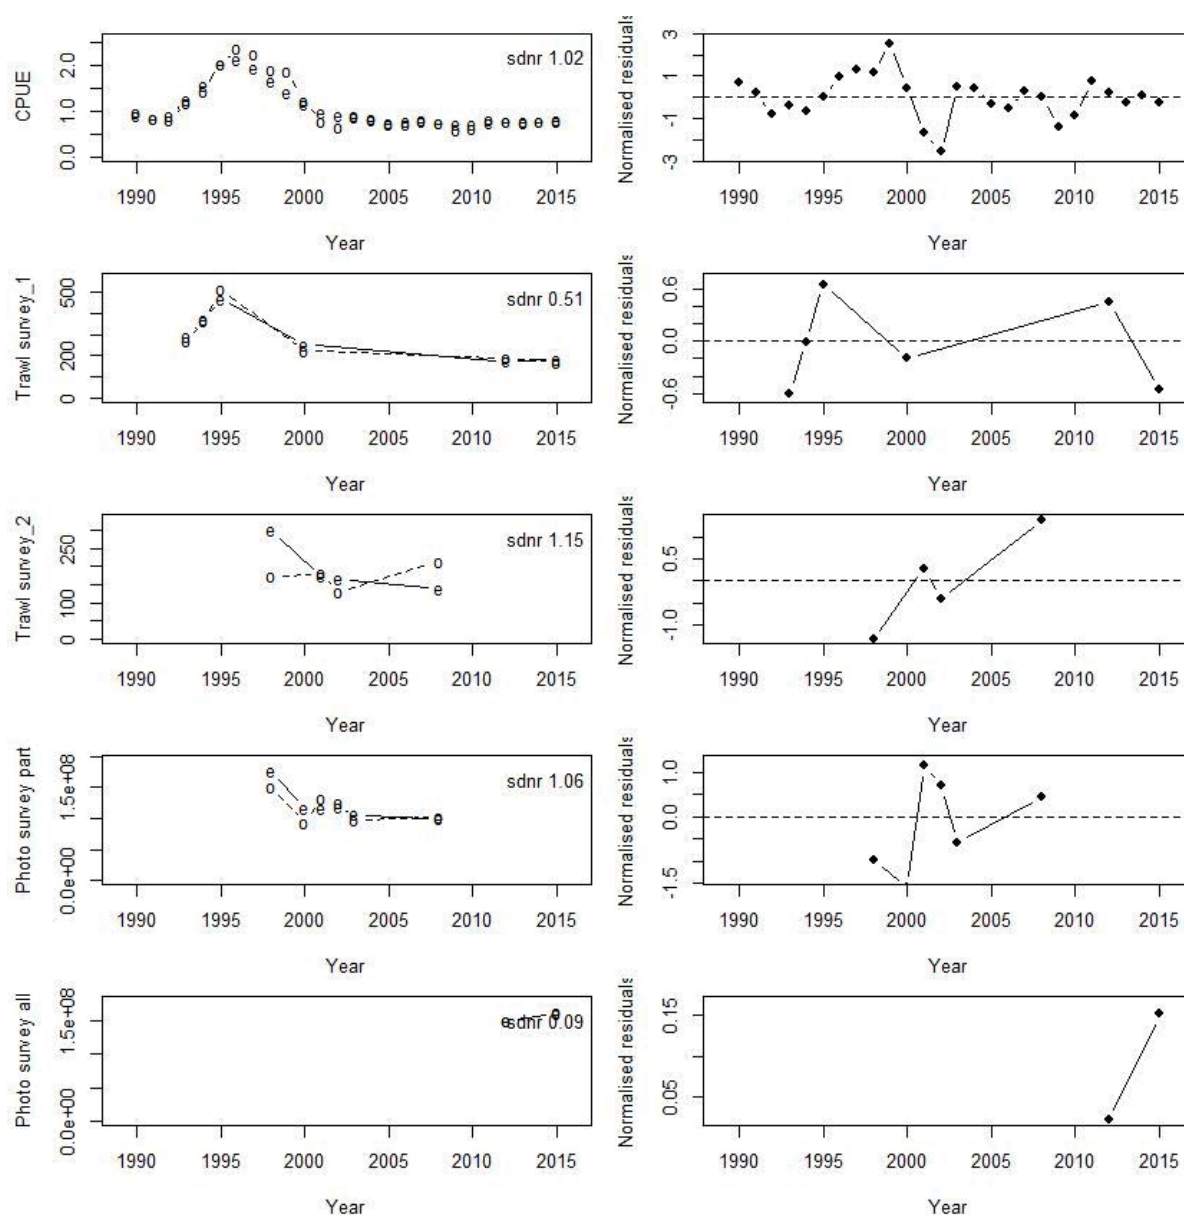 CPUE
0.0 1.0 2.0
sdnr 1.02
1990 1995 2000 2005 2010 2015
Year
Normalised residuals
-3 -1 1 3
1990 1995 2000 2005 2010 2015
Year
Trawl survey_1
0 200 500
sdnr 0.51
1990 1995 2000 2005 2010 2015
Year
Normalised residuals
-0.6 0.0 0.6
1990 1995 2000 2005 2010 2015
Year
Trawl survey_2
0 100 250
sdnr 1.15
1990 1995 2000 2005 2010 2015
Year
Normalised residuals
-1.0 0.5
1990 1995 2000 2005 2010 2015
Year
Photo survey part
0.0e+00 1.5e+08
sdnr 1.06
1990 1995 2000 2005 2010 2015
Year
Normalised residuals
-1.5 0.0 1.0
1990 1995 2000 2005 2010 2015
Year
Photo survey all
0.0e+00 1.5e+08
sdnr 0.09
1990 1995 2000 2005 2010 2015
Year
Normalised residuals
0.05 0.15
1990 1995 2000 2005 2010 2015
Year